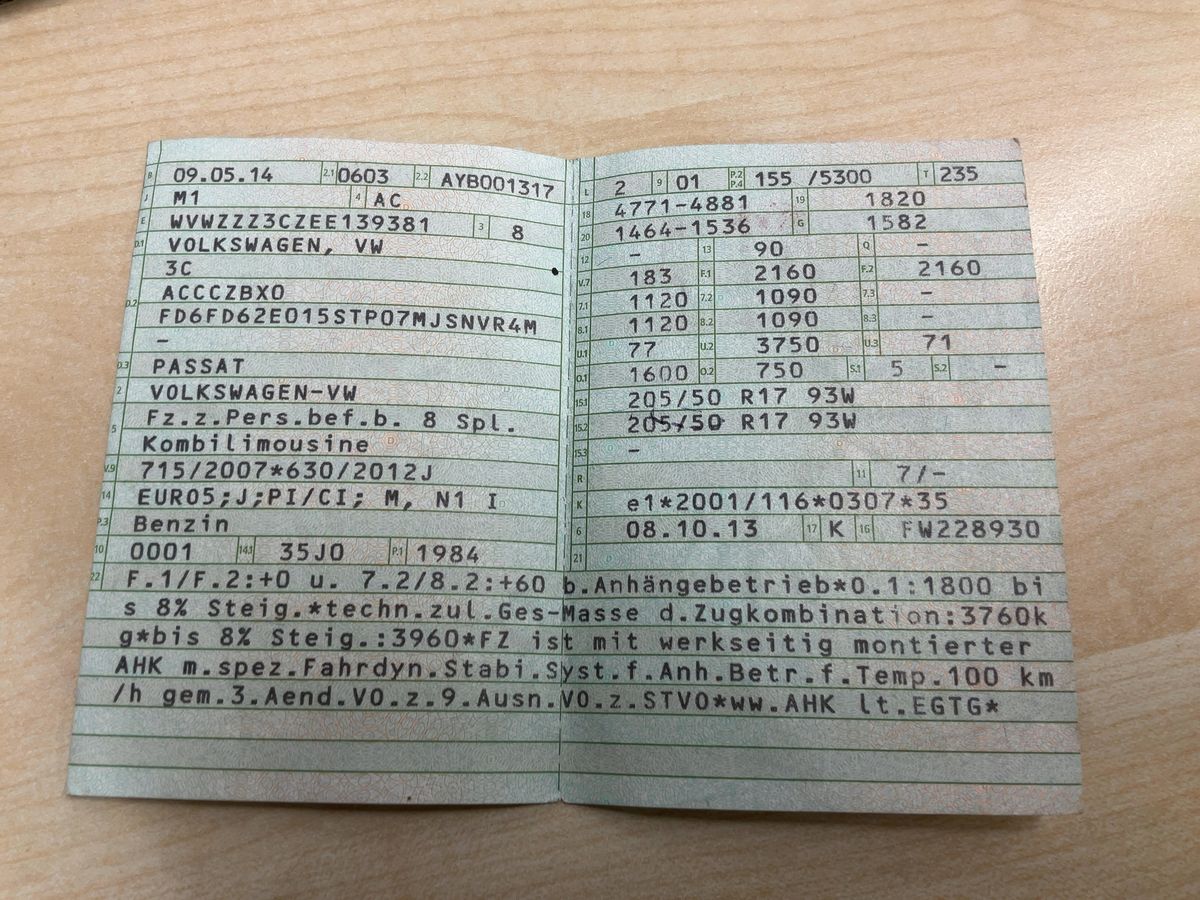 B 09.05.14 2.1 0603 2.2 AYB001317
J M1 4 AC
E WVWZZZ3CZEE139381 3 8
D.1 VOLKSWAGEN, VW
3C
D.2 ACCCZBX0
FD6FD62E015STP07MJSNVR4M
–
D.3 PASSAT
2 VOLKSWAGEN-VW
5 Fz.z.Pers.bef.b. 8 Spl.
Kombilimousine
V.9 715/2007*630/2012J
14 EURO5;J;PI/CI; M, N1 I
P.3 Benzin
10 0001 14.1 35J0 P.1 1984
L 2 9 01 P.2 P.4 155 /5300 T 235
18 4771-4881 19 1820
20 1464-1536 G 1582
12 – 13 90 Q –
V.7 183 F.1 2160 F.2 2160
7.1 1120 7.2 1090 7.3 –
8.1 1120 8.2 1090 8.3 –
U.1 77 U.2 3750 U.3 71
O.1 1600 O.2 750 S.1 5 S.2 –
15.1 205/50 R17 93W
15.2 205/50 R17 93W
15.3 –
R 11 7/–
K e1*2001/116*0307*35
6 08.10.13 17 K 16 FW228930
21
22 F.1/F.2:+0 u. 7.2/8.2:+60 b.Anhängebetrieb*0.1:1800 bi
s 8% Steig.*techn.zul.Ges-Masse d.Zugkombination:3760k
g*bis 8% Steig.:3960*FZ ist mit werkseitig montierter
AHK m.spez.Fahrdyn.Stabi.Syst.f.Anh.Betr.f.Temp.100 km
/h gem.3.Aend.VO.z.9.Ausn.VO.z.STVO*ww.AHK lt.EGTG*